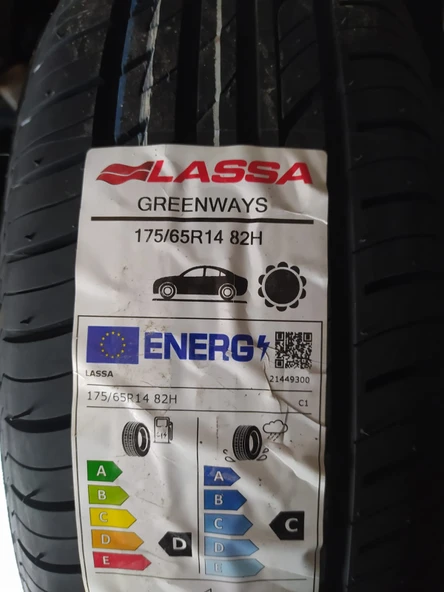 LASSA
GREENWAYS
175/65R14 82H
ENERG
LASSA
21449300
175/65R14 82H
C1
A
B
C
D
E
D
A
B
C
D
E
C